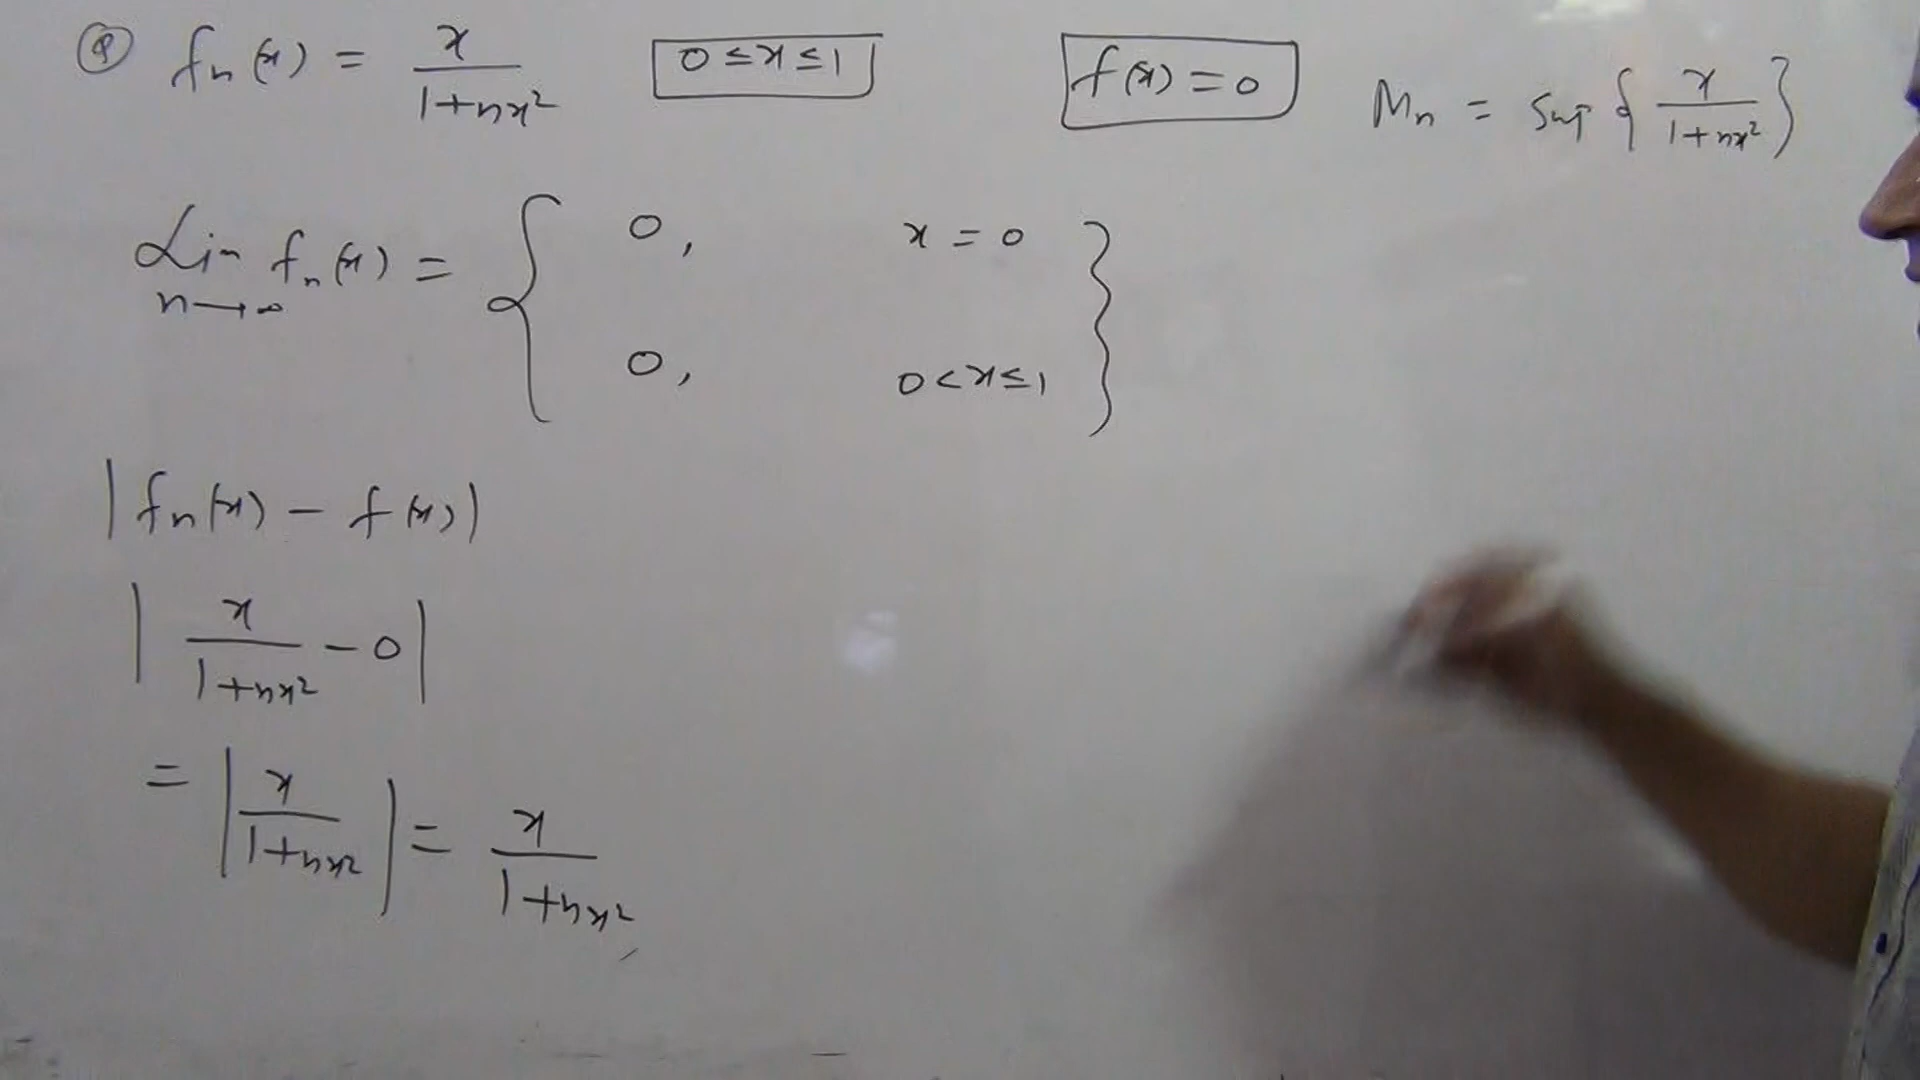 Q fn(x) = x / 1+nx² 0≤x≤1 f(x)=0 Mn = Sup { x / 1+nx² }
Lim n→∞ fn(x) = { 0, x=0
0, 0<x≤1 }
|fn(x) - f(x)|
| x / 1+nx² - 0 |
= | x / 1+nx² | = x / 1+nx²